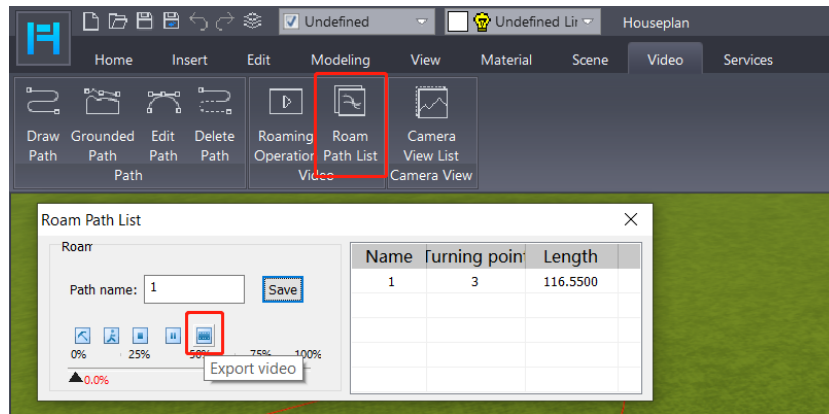 Undefined Undefined Lir Houseplan
Home Insert Edit Modeling View Material Scene Video Services
Draw Path Grounded Path Edit Path Delete Path Roaming Operation Roam Path List Camera View List
Path Video Camera View
Roam Path List
Roam
Name Turning point Length
Path name: 1 Save
1 3 116.5500
0% 25% 50% 75% 100%
Export video
0.0%